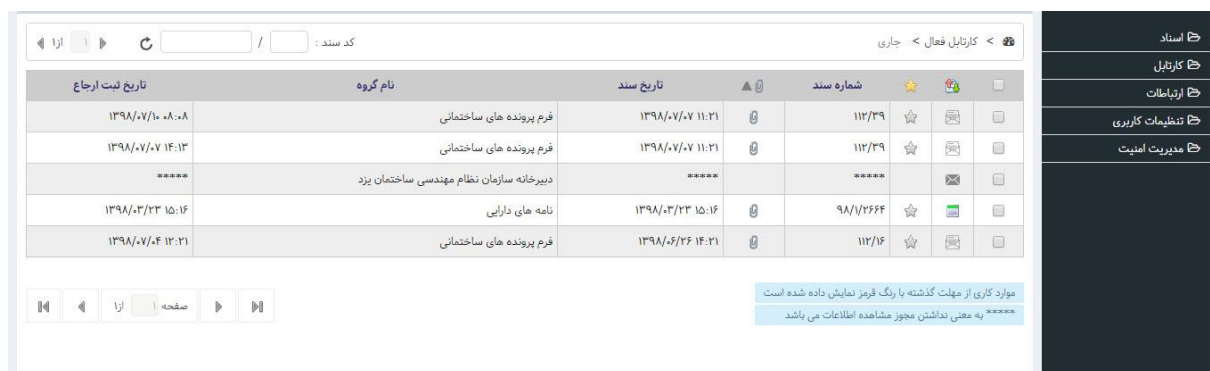 اسناد
کارتابل
ارتباطات
تنظیمات کاربری
مدیریت امنیت
> کارتابل فعال > جاری
کد سند : /
۱ از۱
شماره سند تاریخ سند نام گروه تاریخ ثبت ارجاع
۱۱۲/۳۹ ۱۳۹۸/۰۷/۰۷ ۱۱:۲۱ فرم پرونده های ساختمانی ۱۳۹۸/۰۷/۱۰ ۰۸:۰۸
۱۱۲/۳۹ ۱۳۹۸/۰۷/۰۷ ۱۱:۲۱ فرم پرونده های ساختمانی ۱۳۹۸/۰۷/۰۷ ۱۴:۱۳
***** ***** دبیرخانه سازمان نظام مهندسی ساختمان یزد *****
۹۸/۱/۲۶۶۴ ۱۳۹۸/۰۳/۲۳ ۱۵:۱۶ نامه های دارایی ۱۳۹۸/۰۳/۲۳ ۱۵:۱۶
۱۱۲/۱۶ ۱۳۹۸/۰۶/۲۶ ۱۴:۲۱ فرم پرونده های ساختمانی ۱۳۹۸/۰۷/۰۴ ۱۲:۲۱
موارد کاری از مهلت گذشته با رنگ قرمز نمایش داده شده است
***** به معنی نداشتن مجوز مشاهده اطلاعات می باشد
صفحه ۱ از۱